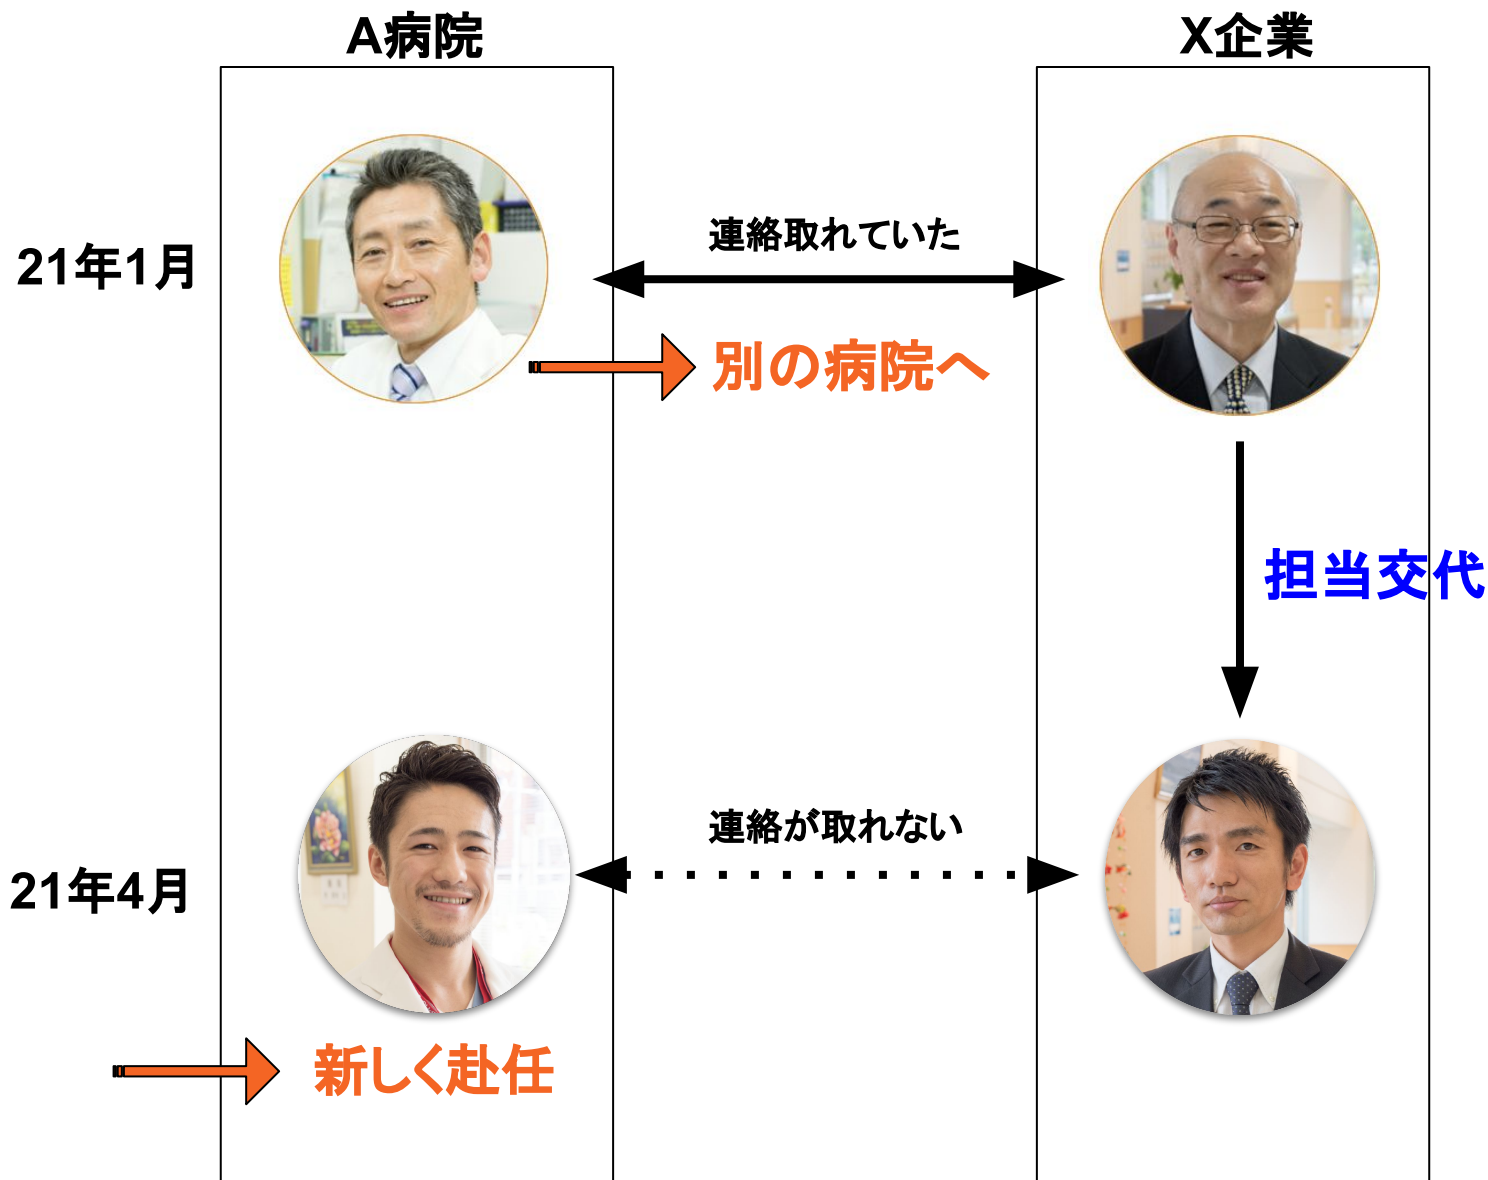 A病院
X企業
21年1月
連絡取れていた
別の病院へ
担当交代
21年4月
連絡が取れない
新しく赴任